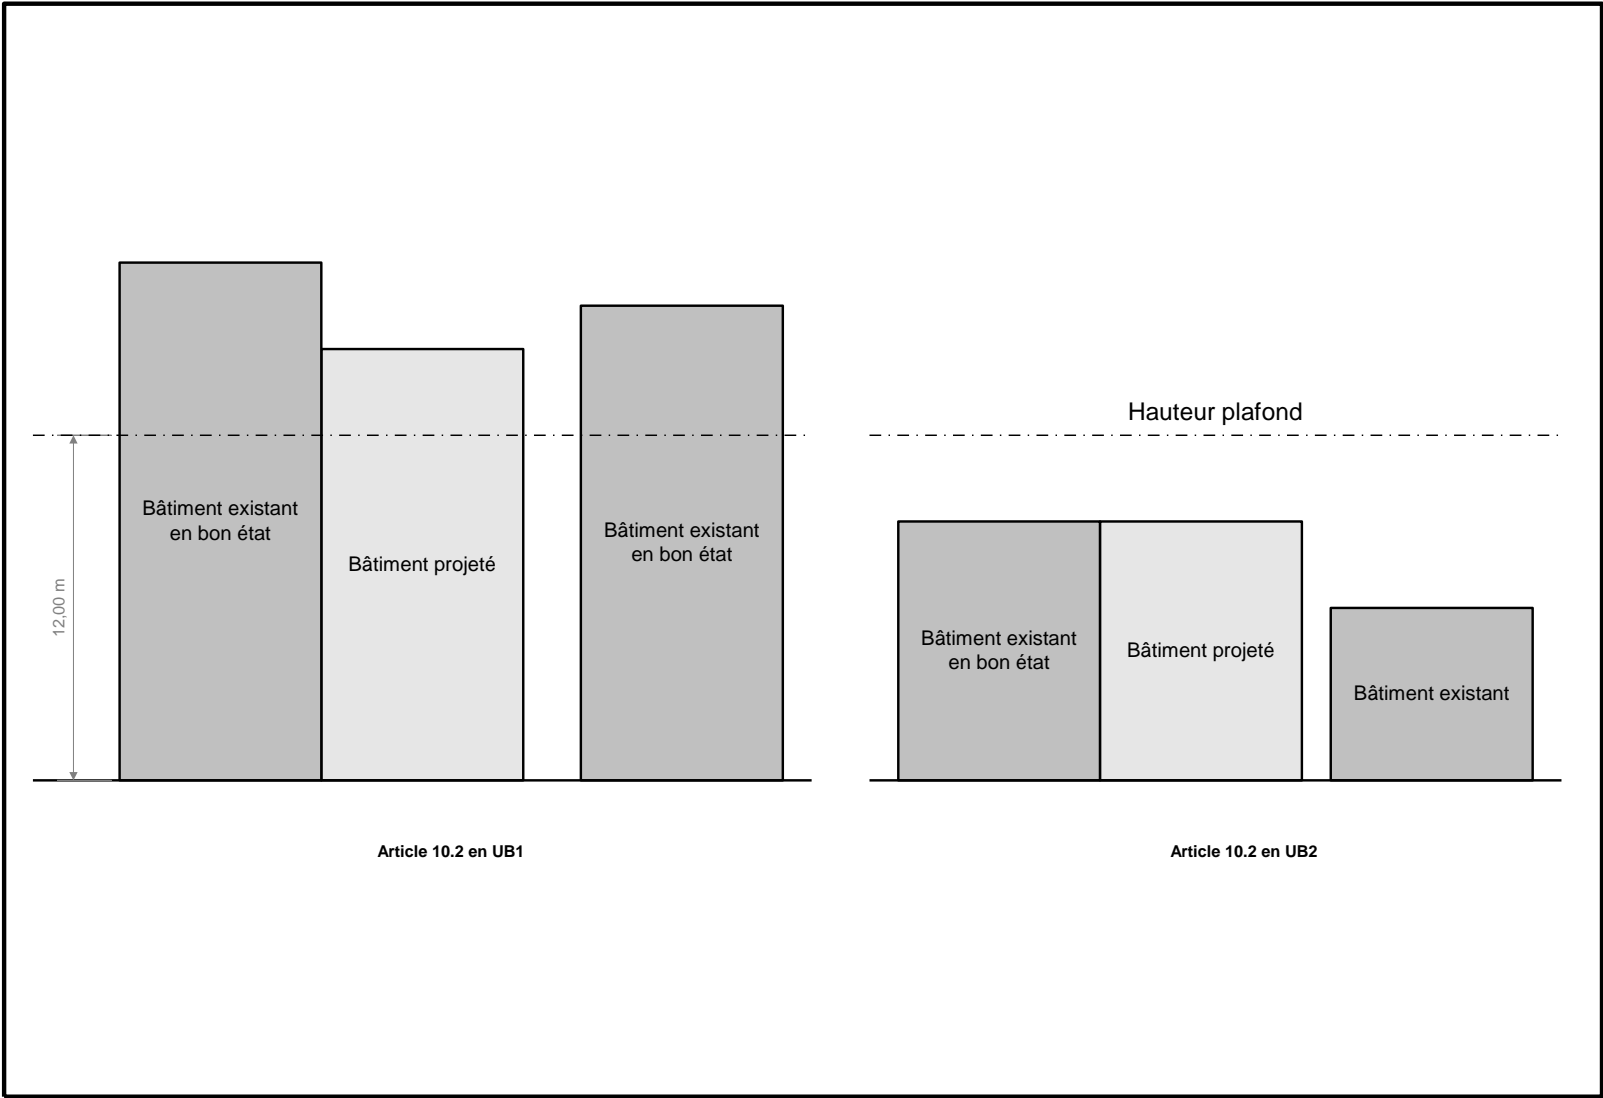 Hauteur plafond
Bâtiment existant
en bon état
Bâtiment existant
en bon état
Bâtiment projeté
12,00 m
Bâtiment existant
en bon état
Bâtiment projeté
Bâtiment existant
Article 10.2 en UB1
Article 10.2 en UB2